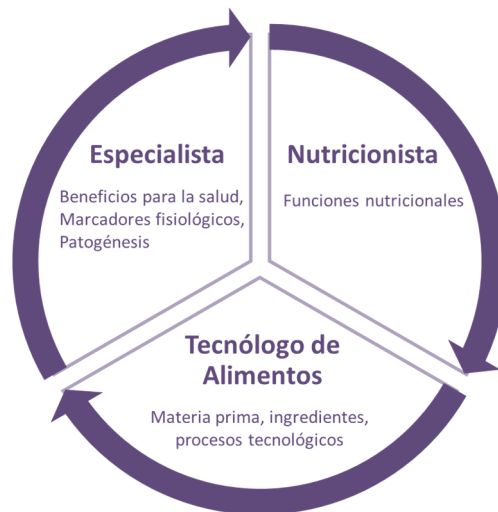 Especialista
Beneficios para la salud,
Marcadores fisiológicos,
Patogénesis
Nutricionista
Funciones nutricionales
Tecnólogo de
Alimentos
Materia prima, ingredientes,
procesos tecnológicos